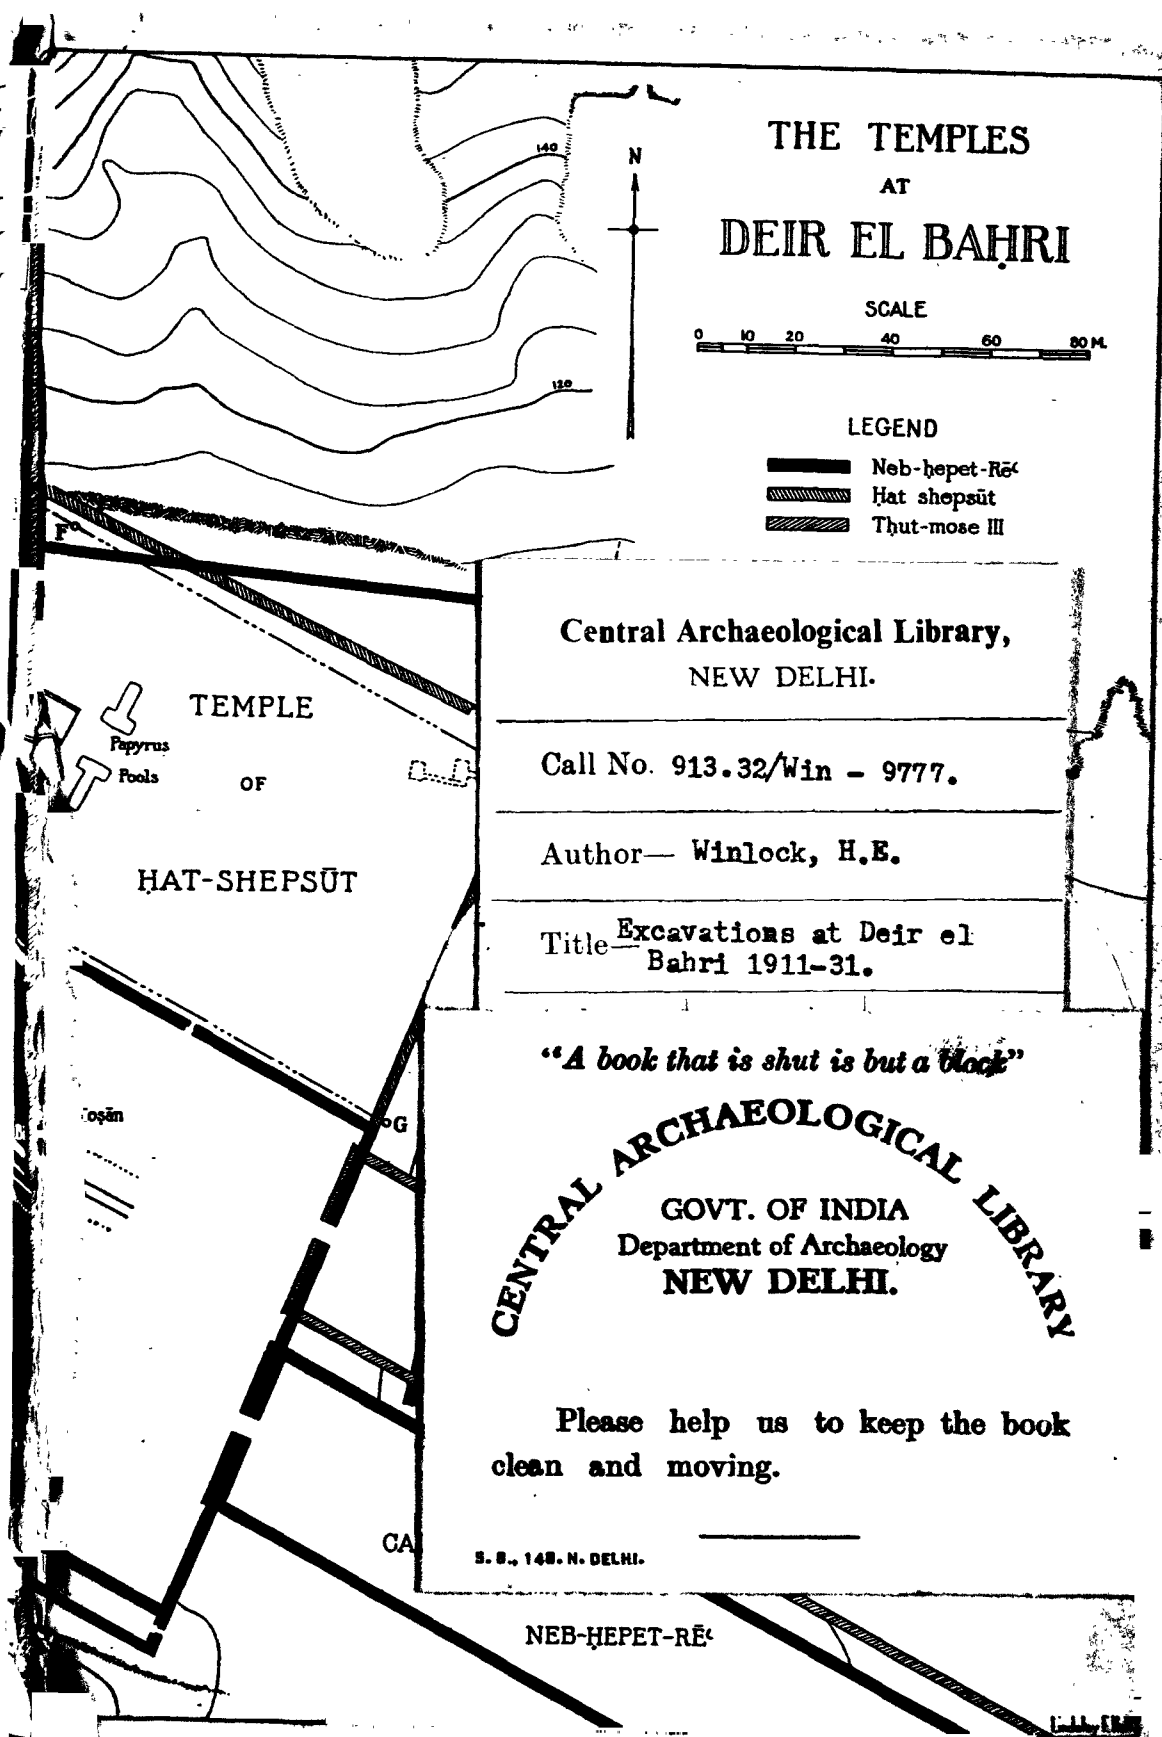 THE TEMPLES
AT
DEIR EL BAḤRI
N
SCALE
0 10 20 40 60 80 M.
LEGEND
Neb-ḥepet-Rēʿ
Ḥat shepsūt
Thut-mose III
140
120
F
TEMPLE
OF
ḤAT-SHEPSŪT
Papyrus
Pools
G
CA
NEB-ḤEPET-RĒʿ
Central Archaeological Library,
NEW DELHI.
Call No. 913.32/Win - 9777.
Author— Winlock, H.E.
Title— Excavations at Deir el
Bahri 1911-31.
"A book that is shut is but a block"
CENTRAL ARCHAEOLOGICAL LIBRARY
GOVT. OF INDIA
Department of Archaeology
NEW DELHI.
Please help us to keep the book
clean and moving.
S. B., 148. N. DELHI.